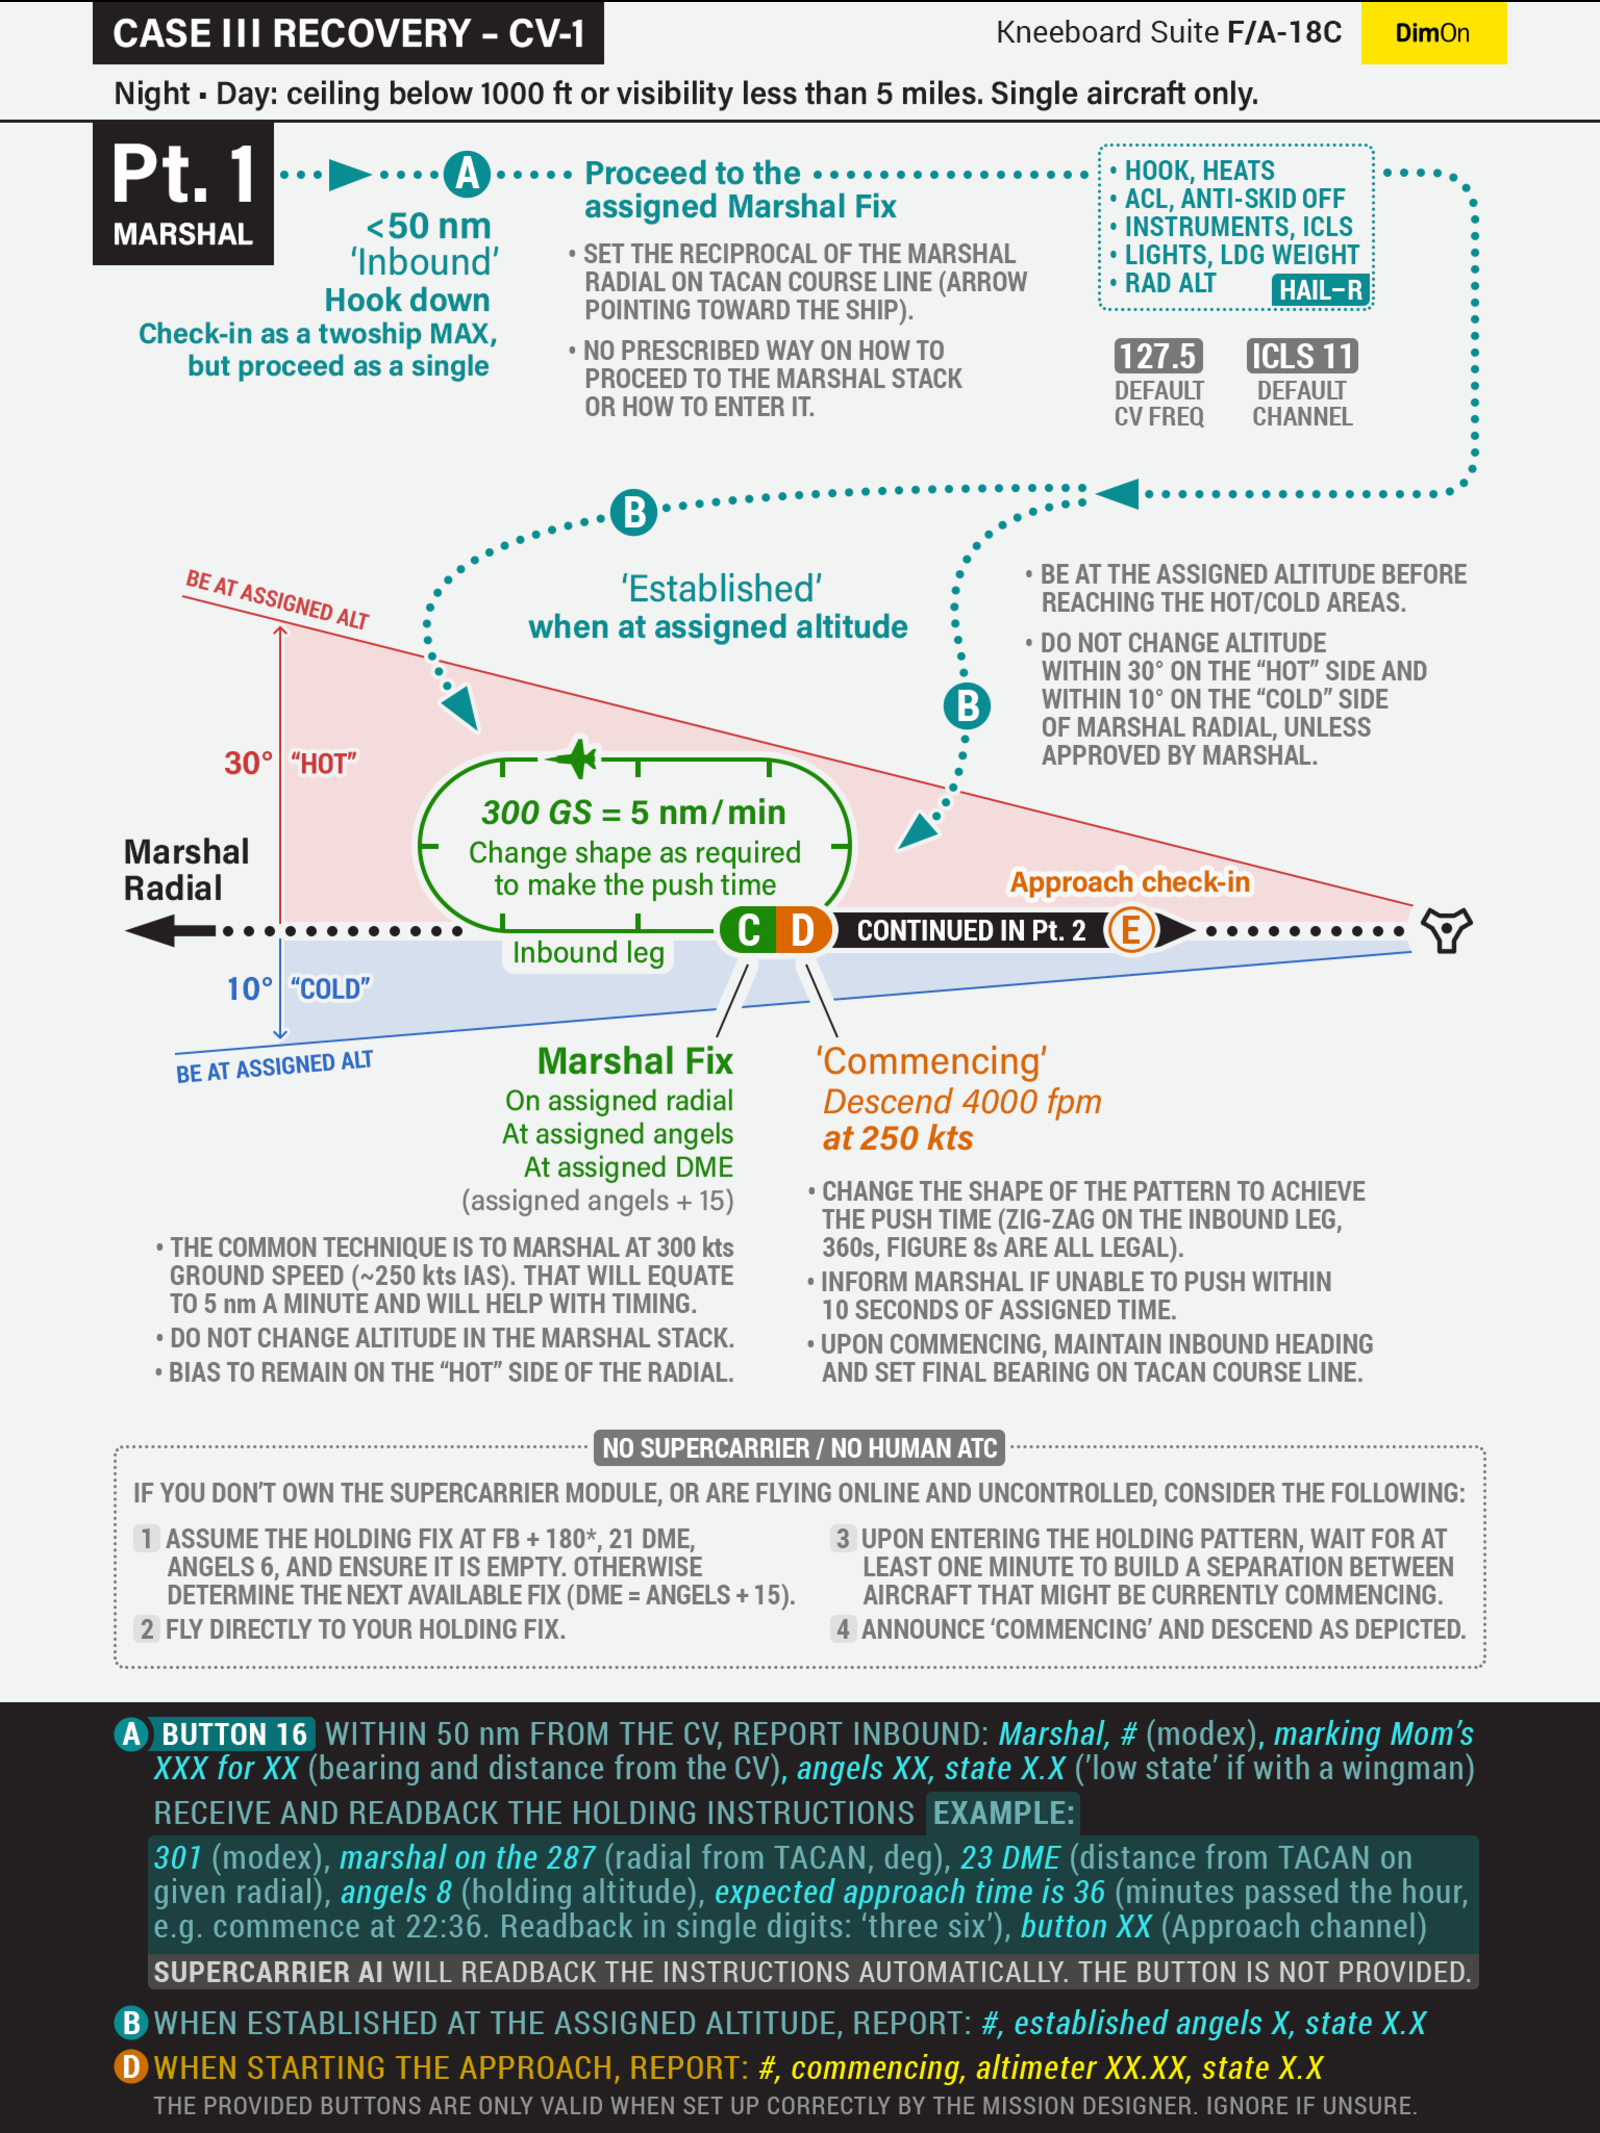 CASE III RECOVERY – CV-1
Kneeboard Suite F/A-18C
DimOn
Night ▪ Day: ceiling below 1000 ft or visibility less than 5 miles. Single aircraft only.
Pt. 1
MARSHAL
A
<50 nm
‘Inbound’
Hook down
Check-in as a twoship MAX,
but proceed as a single
Proceed to the
assigned Marshal Fix
• SET THE RECIPROCAL OF THE MARSHAL
RADIAL ON TACAN COURSE LINE (ARROW
POINTING TOWARD THE SHIP).
• NO PRESCRIBED WAY ON HOW TO
PROCEED TO THE MARSHAL STACK
OR HOW TO ENTER IT.
• HOOK, HEATS
• ACL, ANTI-SKID OFF
• INSTRUMENTS, ICLS
• LIGHTS, LDG WEIGHT
• RAD ALT
HAIL–R
127.5
DEFAULT
CV FREQ
ICLS 11
DEFAULT
CHANNEL
B
‘Established’
when at assigned altitude
B
• BE AT THE ASSIGNED ALTITUDE BEFORE
REACHING THE HOT/COLD AREAS.
• DO NOT CHANGE ALTITUDE
WITHIN 30° ON THE “HOT” SIDE AND
WITHIN 10° ON THE “COLD” SIDE
OF MARSHAL RADIAL, UNLESS
APPROVED BY MARSHAL.
BE AT ASSIGNED ALT
30° “HOT”
300 GS = 5 nm/min
Change shape as required
to make the push time
Marshal
Radial
Approach check-in
C D CONTINUED IN Pt. 2 E
Inbound leg
10° “COLD”
BE AT ASSIGNED ALT
Marshal Fix
On assigned radial
At assigned angels
At assigned DME
(assigned angels + 15)
• THE COMMON TECHNIQUE IS TO MARSHAL AT 300 kts
GROUND SPEED (~250 kts IAS). THAT WILL EQUATE
TO 5 nm A MINUTE AND WILL HELP WITH TIMING.
• DO NOT CHANGE ALTITUDE IN THE MARSHAL STACK.
• BIAS TO REMAIN ON THE “HOT” SIDE OF THE RADIAL.
‘Commencing’
Descend 4000 fpm
at 250 kts
• CHANGE THE SHAPE OF THE PATTERN TO ACHIEVE
THE PUSH TIME (ZIG-ZAG ON THE INBOUND LEG,
360s, FIGURE 8s ARE ALL LEGAL).
• INFORM MARSHAL IF UNABLE TO PUSH WITHIN
10 SECONDS OF ASSIGNED TIME.
• UPON COMMENCING, MAINTAIN INBOUND HEADING
AND SET FINAL BEARING ON TACAN COURSE LINE.
NO SUPERCARRIER / NO HUMAN ATC
IF YOU DON’T OWN THE SUPERCARRIER MODULE, OR ARE FLYING ONLINE AND UNCONTROLLED, CONSIDER THE FOLLOWING:
1 ASSUME THE HOLDING FIX AT FB + 180*, 21 DME,
ANGELS 6, AND ENSURE IT IS EMPTY. OTHERWISE
DETERMINE THE NEXT AVAILABLE FIX (DME = ANGELS + 15).
2 FLY DIRECTLY TO YOUR HOLDING FIX.
3 UPON ENTERING THE HOLDING PATTERN, WAIT FOR AT
LEAST ONE MINUTE TO BUILD A SEPARATION BETWEEN
AIRCRAFT THAT MIGHT BE CURRENTLY COMMENCING.
4 ANNOUNCE ‘COMMENCING’ AND DESCEND AS DEPICTED.
A BUTTON 16 WITHIN 50 nm FROM THE CV, REPORT INBOUND: Marshal, # (modex), marking Mom’s
XXX for XX (bearing and distance from the CV), angels XX, state X.X (’low state’ if with a wingman)
RECEIVE AND READBACK THE HOLDING INSTRUCTIONS EXAMPLE:
301 (modex), marshal on the 287 (radial from TACAN, deg), 23 DME (distance from TACAN on
given radial), angels 8 (holding altitude), expected approach time is 36 (minutes passed the hour,
e.g. commence at 22:36. Readback in single digits: ‘three six’), button XX (Approach channel)
SUPERCARRIER AI WILL READBACK THE INSTRUCTIONS AUTOMATICALLY. THE BUTTON IS NOT PROVIDED.
B WHEN ESTABLISHED AT THE ASSIGNED ALTITUDE, REPORT: #, established angels X, state X.X
D WHEN STARTING THE APPROACH, REPORT: #, commencing, altimeter XX.XX, state X.X
THE PROVIDED BUTTONS ARE ONLY VALID WHEN SET UP CORRECTLY BY THE MISSION DESIGNER. IGNORE IF UNSURE.